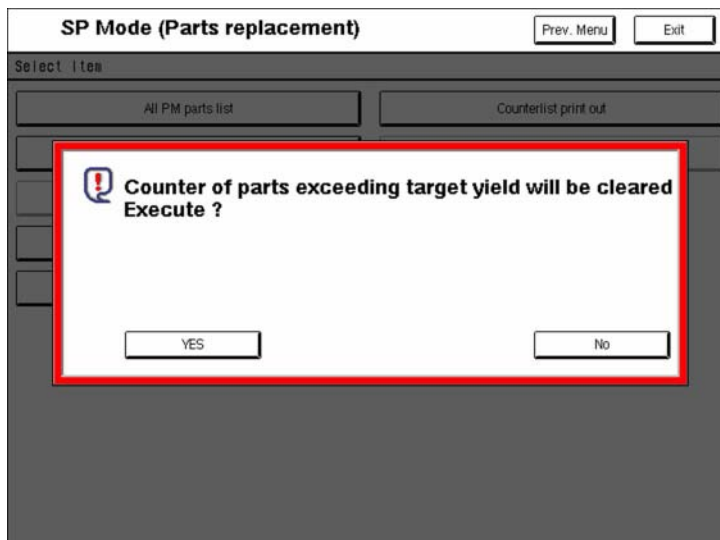 SP Mode (Parts replacement)
Prev. Menu
Exit
Select Item
All PM parts list
Counterlist print out
Counter of parts exceeding target yield will be cleared
Execute ?
YES
No